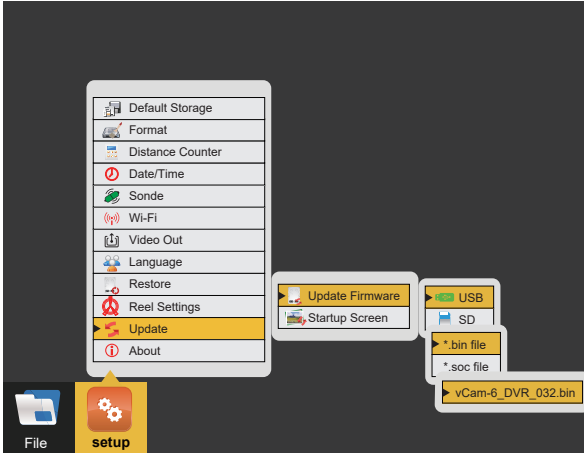 Default Storage
Format
Distance Counter
Date/Time
Sonde
Wi-Fi
Video Out
Language
Restore
Reel Settings
Update
About
Update Firmware
Startup Screen
USB
SD
*.bin file
*.soc file
vCam-6_DVR_032.bin
File
setup